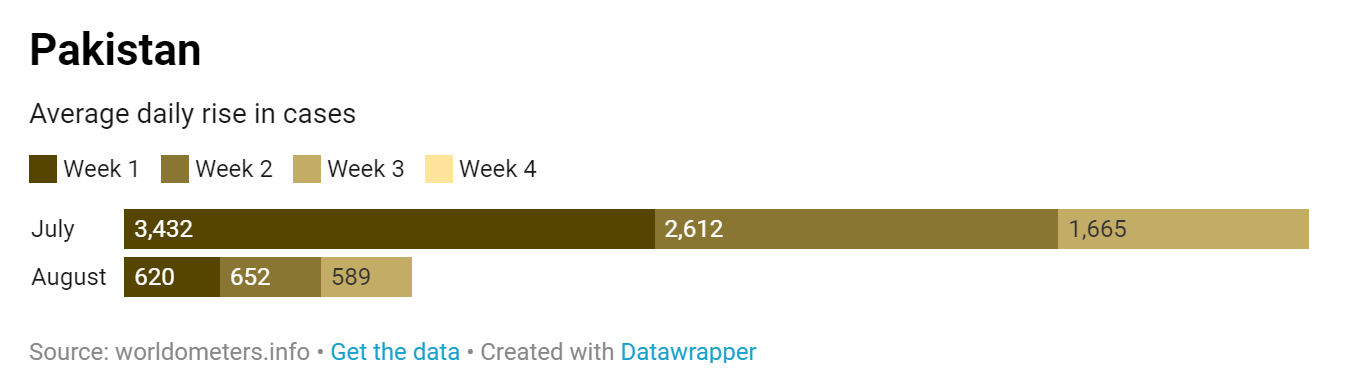 Pakistan
Average daily rise in cases
Week 1 Week 2 Week 3 Week 4
July 3,432 2,612 1,665
August 620 652 589
Source: worldometers.info • Get the data • Created with Datawrapper